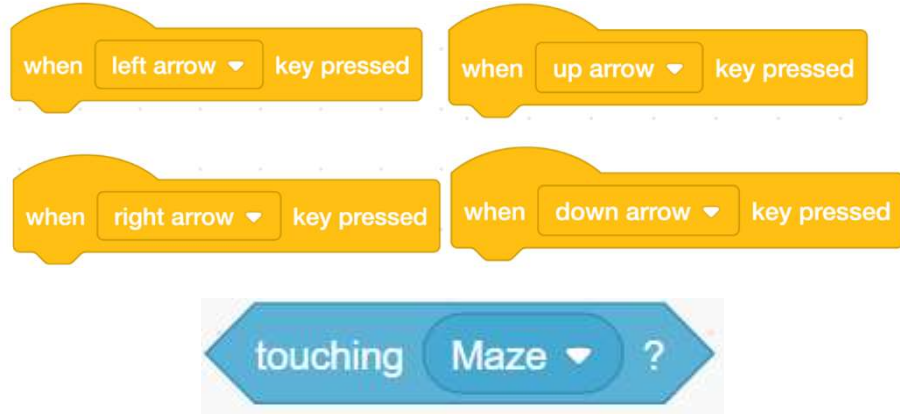 when left arrow key pressed
when up arrow key pressed
when right arrow key pressed
when down arrow key pressed
touching Maze ?